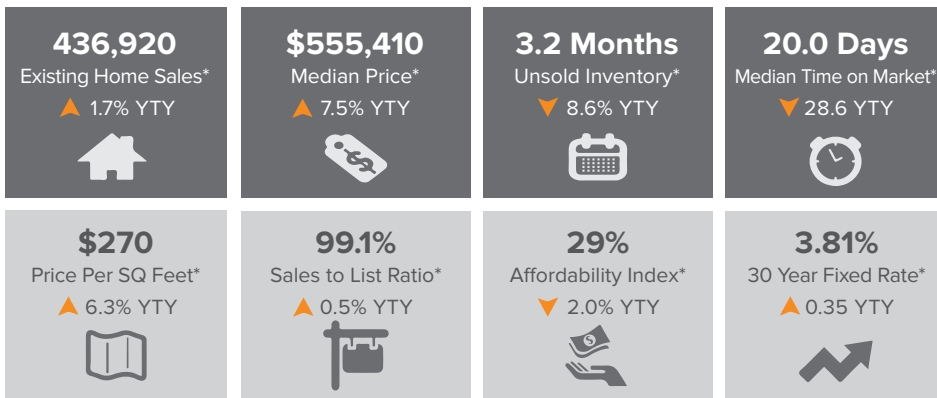 436,920
Existing Home Sales*
1.7% YTY
$555,410
Median Price*
7.5% YTY
3.2 Months
Unsold Inventory*
8.6% YTY
20.0 Days
Median Time on Market*
28.6 YTY
$270
Price Per SQ Feet*
6.3% YTY
99.1%
Sales to List Ratio*
0.5% YTY
29%
Affordability Index*
2.0% YTY
3.81%
30 Year Fixed Rate*
0.35 YTY